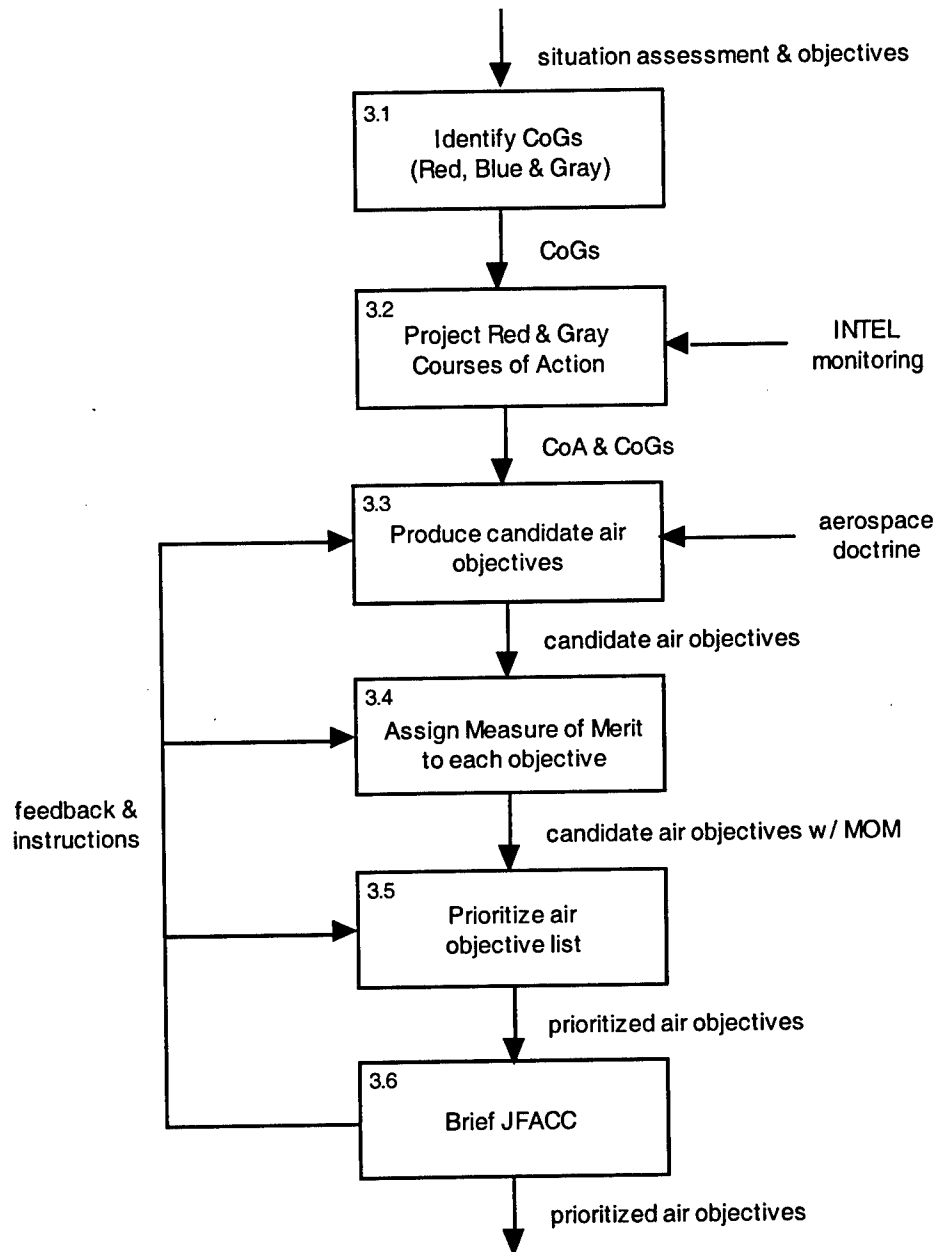 situation assessment & objectives
3.1
Identify CoGs
(Red, Blue & Gray)
CoGs
3.2
Project Red & Gray
Courses of Action
INTEL
monitoring
CoA & CoGs
3.3
Produce candidate air
objectives
aerospace
doctrine
candidate air objectives
3.4
Assign Measure of Merit
to each objective
feedback &
instructions
candidate air objectives w/ MOM
3.5
Prioritize air
objective list
prioritized air objectives
3.6
Brief JFACC
prioritized air objectives